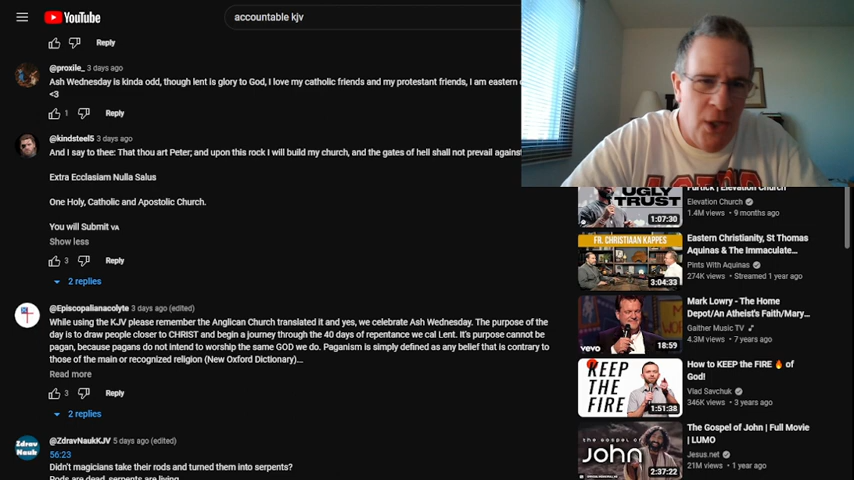 YouTube
accountable kjv
Reply
@proxile_ 3 days ago
Ash Wednesday is kinda odd, though lent is glory to God, I love my catholic friends and my protestant friends, I am eastern
<3
1 Reply
@kindsteel5 3 days ago
And I say to thee: That thou art Peter; and upon this rock I will build my church, and the gates of hell shall not prevail against
Extra Ecclasiam Nulla Salus
One Holy, Catholic and Apostolic Church.
You will Submit VA
Show less
3 Reply
2 replies
@Episcopalianacolyte 3 days ago (edited)
While using the KJV please remember the Anglican Church translated it and yes, we celebrate Ash Wednesday. The purpose of the
day is to draw people closer to CHRIST and begin a journey through the 40 days of repentance we cal Lent. It's purpose cannot be
pagan, because pagans do not intend to worship the same GOD we do. Paganism is simply defined as any belief that is contrary to
those of the main or recognized religion (New Oxford Dictionary)...
Read more
3 Reply
2 replies
Zdrav
Nauk
@ZdravNaukKJV 5 days ago (edited)
56:23
Didn't magicians take their rods and turned them into serpents?
Rods are dead, serpents are living
UGLY
TRUST
1:07:30
Furtick | Elevation Church
Elevation Church
1.4M views • 9 months ago
FR. CHRISTIAAN KAPPES
3:04:33
Eastern Christianity, St Thomas
Aquinas & The Immaculate...
Pints With Aquinas
274K views • Streamed 1 year ago
vevo
18:59
Mark Lowry - The Home
Depot/An Atheist's Faith/Mary...
Gaither Music TV
4.3M views • 7 years ago
KEEP
THE
FIRE
1:51:38
How to KEEP the FIRE 🔥 of
God!
Vlad Savchuk
346K views • 3 years ago
the gospel of
john
2:37:22
The Gospel of John | Full Movie
| LUMO
Jesus.net
21M views • 1 year ago